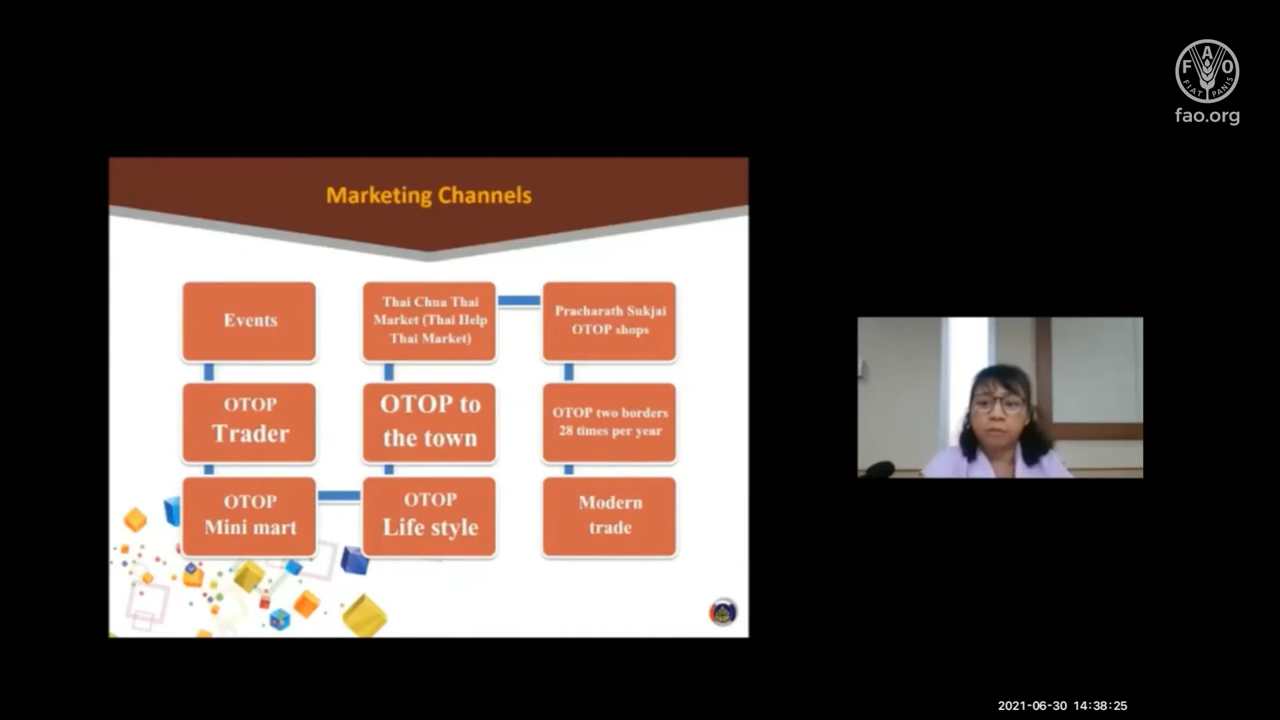 FAO
FIAT PANIS
fao.org
Marketing Channels
Events
Thai Chua Thai
Market (Thai Help
Thai Market)
Pracharath Sukjai
OTOP shops
OTOP
Trader
OTOP to
the town
OTOP two borders
28 times per year
OTOP
Mini mart
OTOP
Life style
Modern
trade
2021-06-30 14:38:25